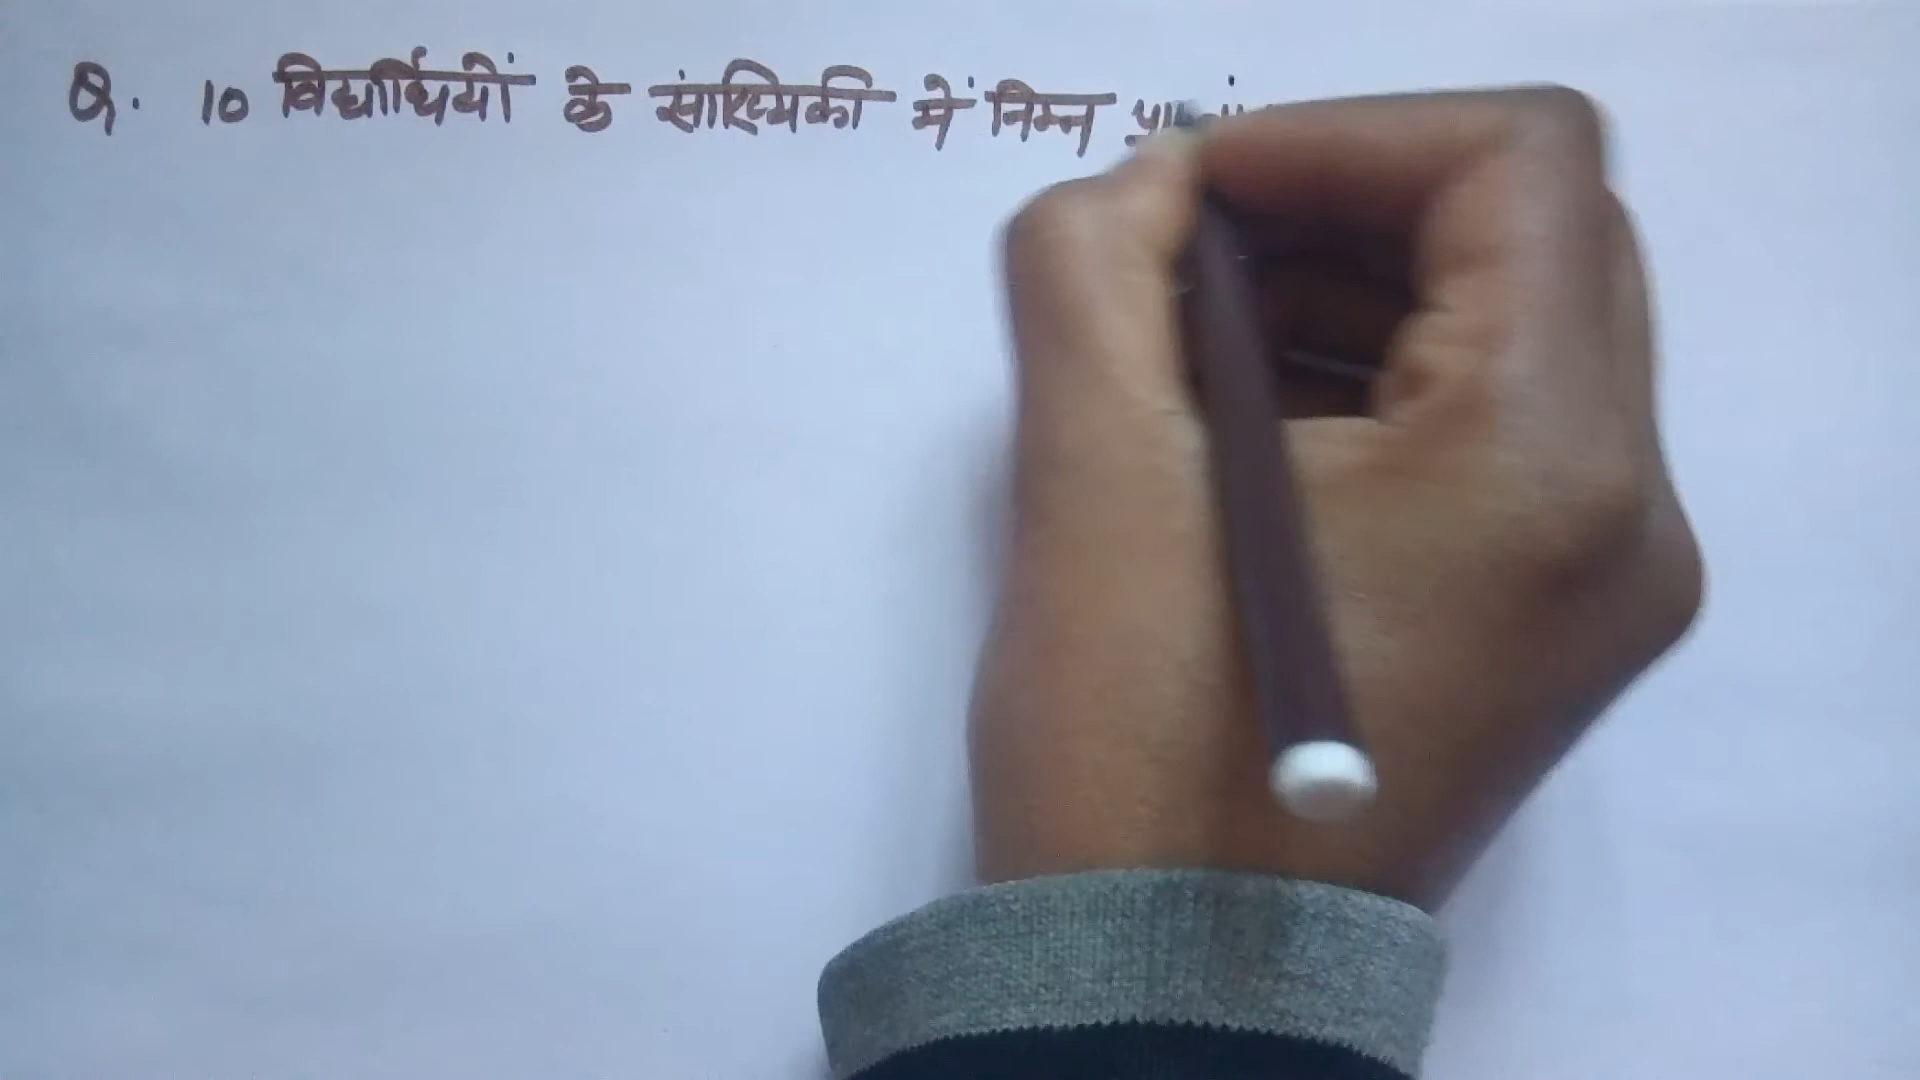 Q. 10 विद्यार्थियों के सांख्यिकी में निम्न